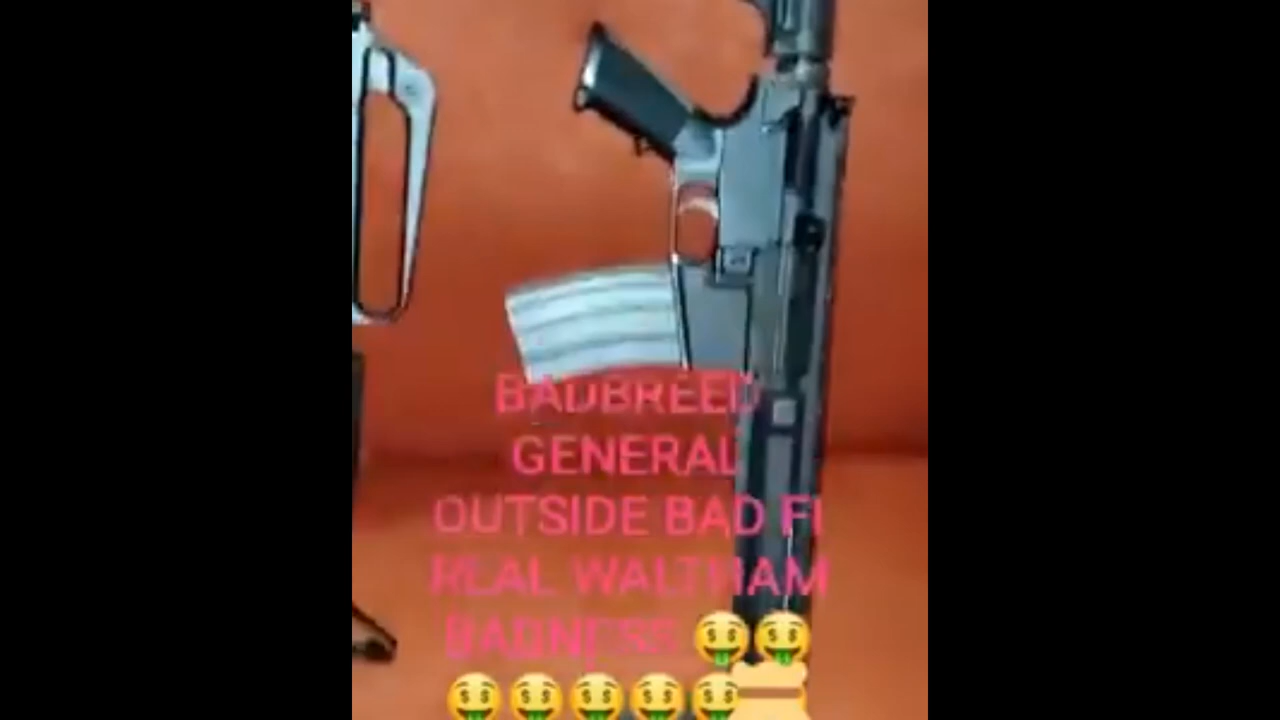 BADBREED
GENERAL
OUTSIDE BAD FI
REAL WALTHAM
BADNESS 🤑🤑
🤑🤑🤑🤑🤑